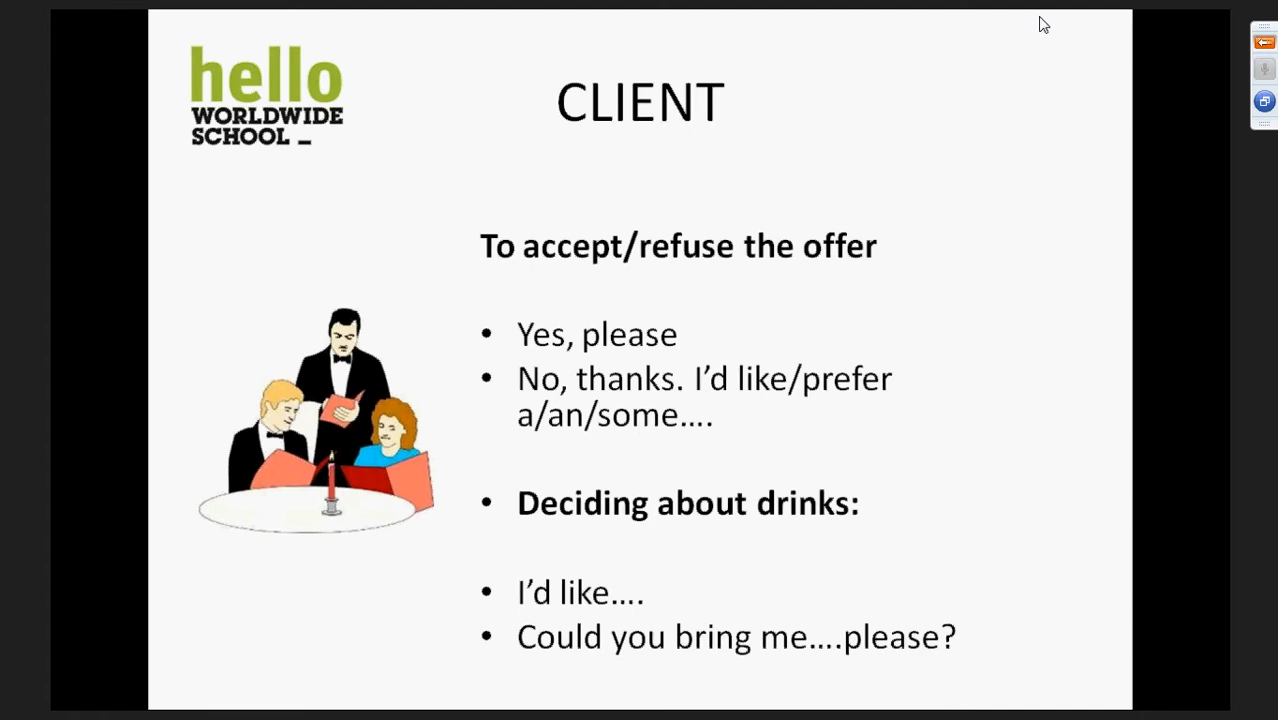 hello
WORLDWIDE
SCHOOL _
CLIENT
To accept/refuse the offer
• Yes, please
• No, thanks. I’d like/prefer
a/an/some….
• Deciding about drinks:
• I’d like….
• Could you bring me….please?